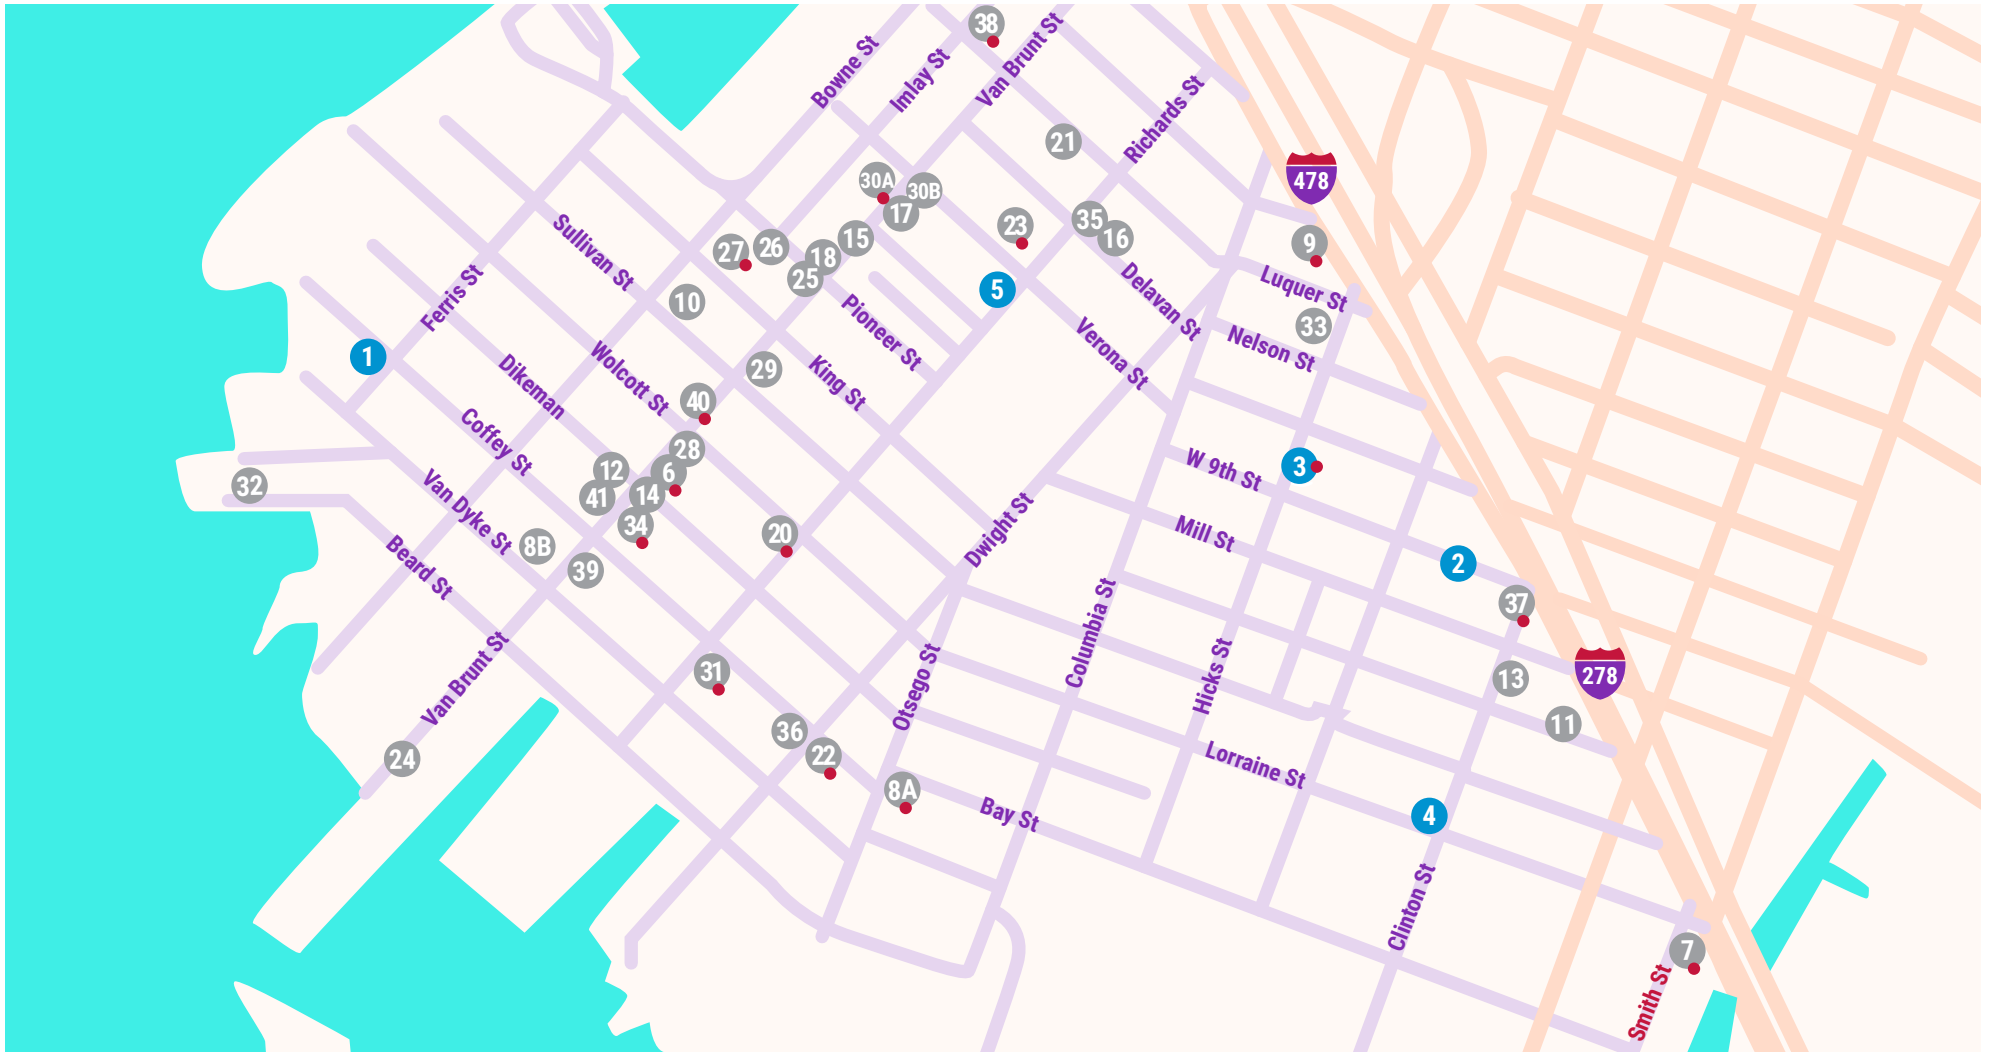 38
Van Brunt St
Bowne St
Imlay St
Richards St
21
478
30A
30B
17
35
16
23
9
15
18
26
27
25
Sullivan St
Ferris St
10
5
Delavan St
Luquer St
33
Pioneer St
Verona St
Nelson St
1
Wolcott St
Dikeman
29
King St
40
Coffey St
28
12
6
41
14
34
3
W 9th St
32
Van Dyke St
8B
39
20
Dwight St
Mill St
Beard St
2
37
278
Columbia St
Van Brunt St
31
Otsego St
Hicks St
13
11
36
22
24
8A
Lorraine St
Bay St
4
Clinton St
7
Smith St